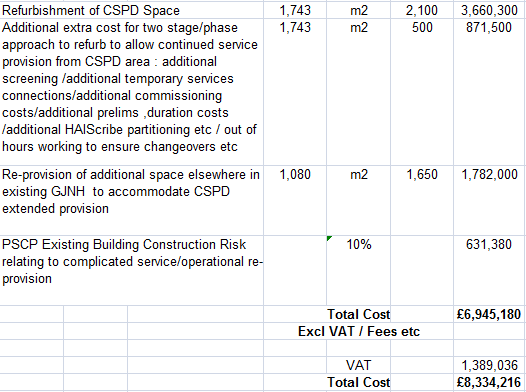 Refurbishment of CSPD Space 1,743 m2 2,100 3,660,300
Additional extra cost for two stage/phase 1,743 m2 500 871,500
approach to refurb to allow continued service
provision from CSPD area : additional
screening /additional temporary services
connections/additional commissioning
costs/additional prelims ,duration costs
/additional HAIScribe partitioning etc / out of
hours working to ensure changeovers etc
Re-provision of additional space elsewhere in 1,080 m2 1,650 1,782,000
existing GJNH to accommodate CSPD
extended provision
PSCP Existing Building Construction Risk 10% 631,380
relating to complicated service/operational re-
provision
Total Cost £6,945,180
Excl VAT / Fees etc
VAT 1,389,036
Total Cost £8,334,216